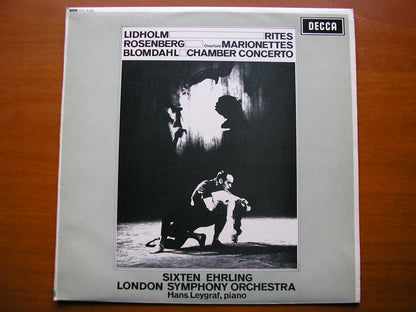 DECCA
LIDHOLM RITES
ROSENBERG Overture MARIONETTES
BLOMDAHL CHAMBER CONCERTO
SIXTEN EHRLING
LONDON SYMPHONY ORCHESTRA
Hans Leygraf, piano